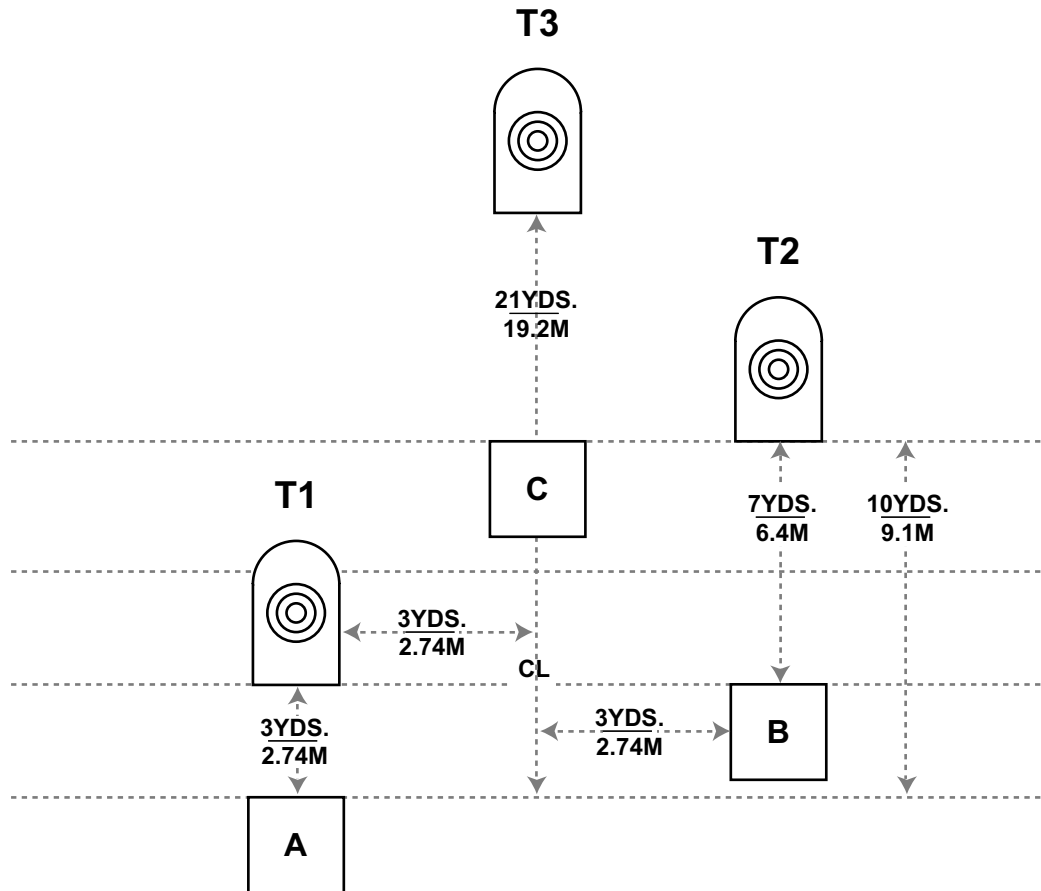 T3
21YDS.
19.2M
T2
C
7YDS.
6.4M
10YDS.
9.1M
T1
3YDS.
2.74M
CL
3YDS.
2.74M
3YDS.
2.74M
B
A